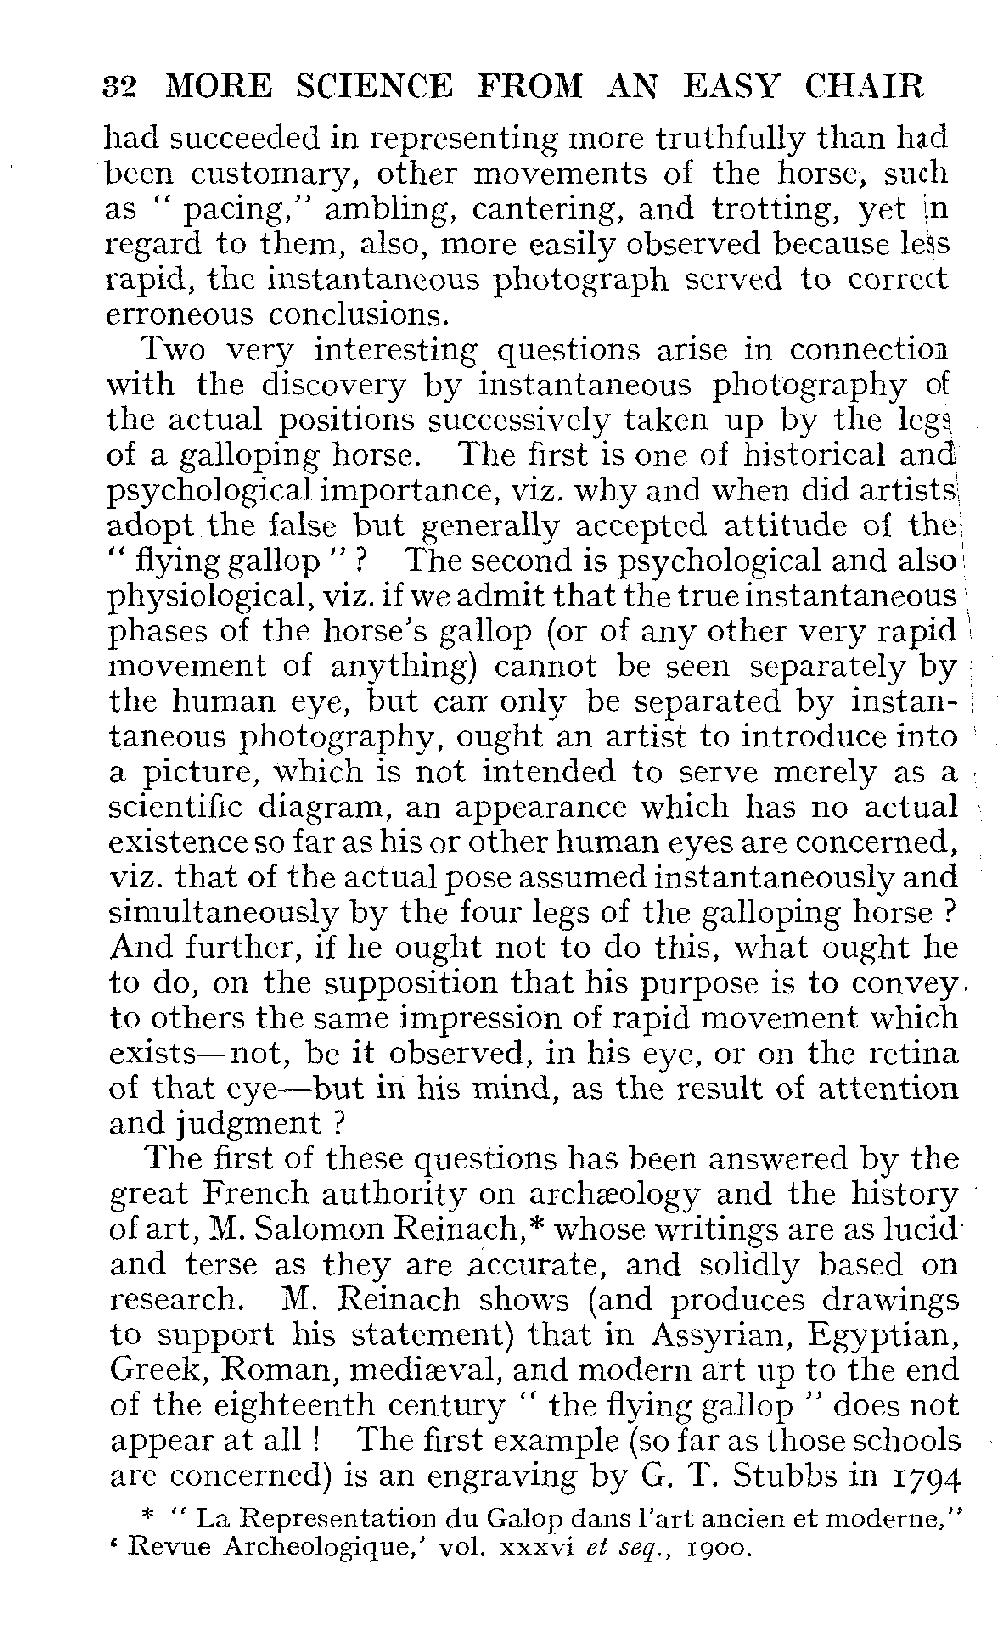 32 MORE SCIENCE FROM AN EASY CHAIR
had succeeded in representing more truthfully than had
been customary, other movements of the horse, such
as " pacing," ambling, cantering, and trotting, yet in
regard to them, also, more easily observed because less
rapid, the instantaneous photograph served to correct
erroneous conclusions.
Two very interesting questions arise in connection
with the discovery by instantaneous photography of
the actual positions successively taken up by the legs
of a galloping horse. The first is one of historical and
psychological importance, viz. why and when did artists
adopt the false but generally accepted attitude of the
" flying gallop " ? The second is psychological and also
physiological, viz. if we admit that the true instantaneous
phases of the horse's gallop (or of any other very rapid
movement of anything) cannot be seen separately by
the human eye, but can only be separated by instan-
taneous photography, ought an artist to introduce into
a picture, which is not intended to serve merely as a
scientific diagram, an appearance which has no actual
existence so far as his or other human eyes are concerned,
viz. that of the actual pose assumed instantaneously and
simultaneously by the four legs of the galloping horse ?
And further, if he ought not to do this, what ought he
to do, on the supposition that his purpose is to convey
to others the same impression of rapid movement which
exists—not, be it observed, in his eye, or on the retina
of that eye—but in his mind, as the result of attention
and judgment ?
The first of these questions has been answered by the
great French authority on archæology and the history
of art, M. Salomon Reinach,* whose writings are as lucid
and terse as they are accurate, and solidly based on
research. M. Reinach shows (and produces drawings
to support his statement) that in Assyrian, Egyptian,
Greek, Roman, mediæval, and modern art up to the end
of the eighteenth century " the flying gallop " does not
appear at all ! The first example (so far as those schools
are concerned) is an engraving by G. T. Stubbs in 1794
* " La Representation du Galop dans l'art ancien et moderne,"
‘ Revue Archeologique,’ vol. xxxvi et seq., 1900.